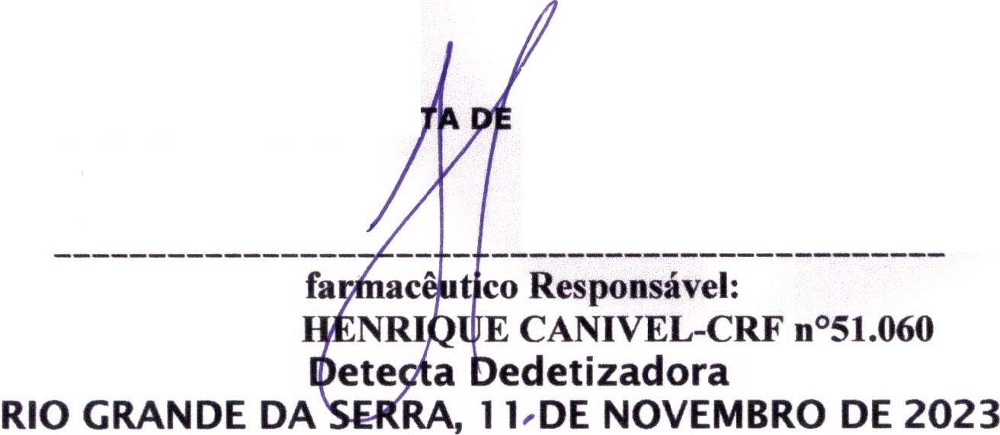 TA DE
farmacêutico Responsável:
HENRIQUE CANIVEL-CRF n°51.060
Detecta Dedetizadora
RIO GRANDE DA SERRA, 11 DE NOVEMBRO DE 2023